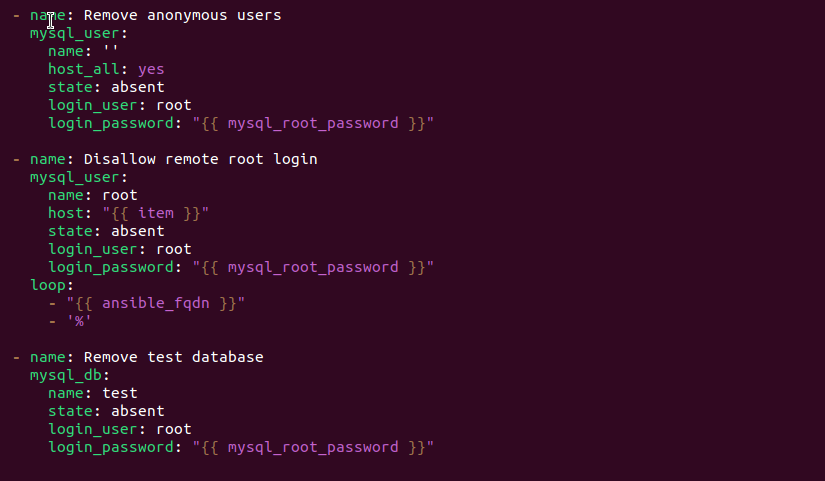 - name: Remove anonymous users
  mysql_user:
    name: ''
    host_all: yes
    state: absent
    login_user: root
    login_password: "{{ mysql_root_password }}"

- name: Disallow remote root login
  mysql_user:
    name: root
    host: "{{ item }}"
    state: absent
    login_user: root
    login_password: "{{ mysql_root_password }}"
  loop:
    - "{{ ansible_fqdn }}"
    - '%'

- name: Remove test database
  mysql_db:
    name: test
    state: absent
    login_user: root
    login_password: "{{ mysql_root_password }}"